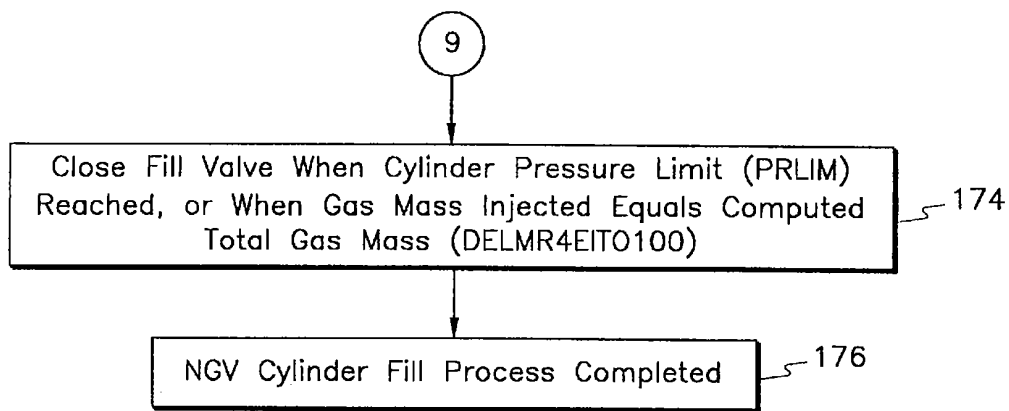 9
Close Fill Valve When Cylinder Pressure Limit (PRLIM)
Reached, or When Gas Mass Injected Equals Computed
Total Gas Mass (DELMR4EITO100)
174
NGV Cylinder Fill Process Completed
176